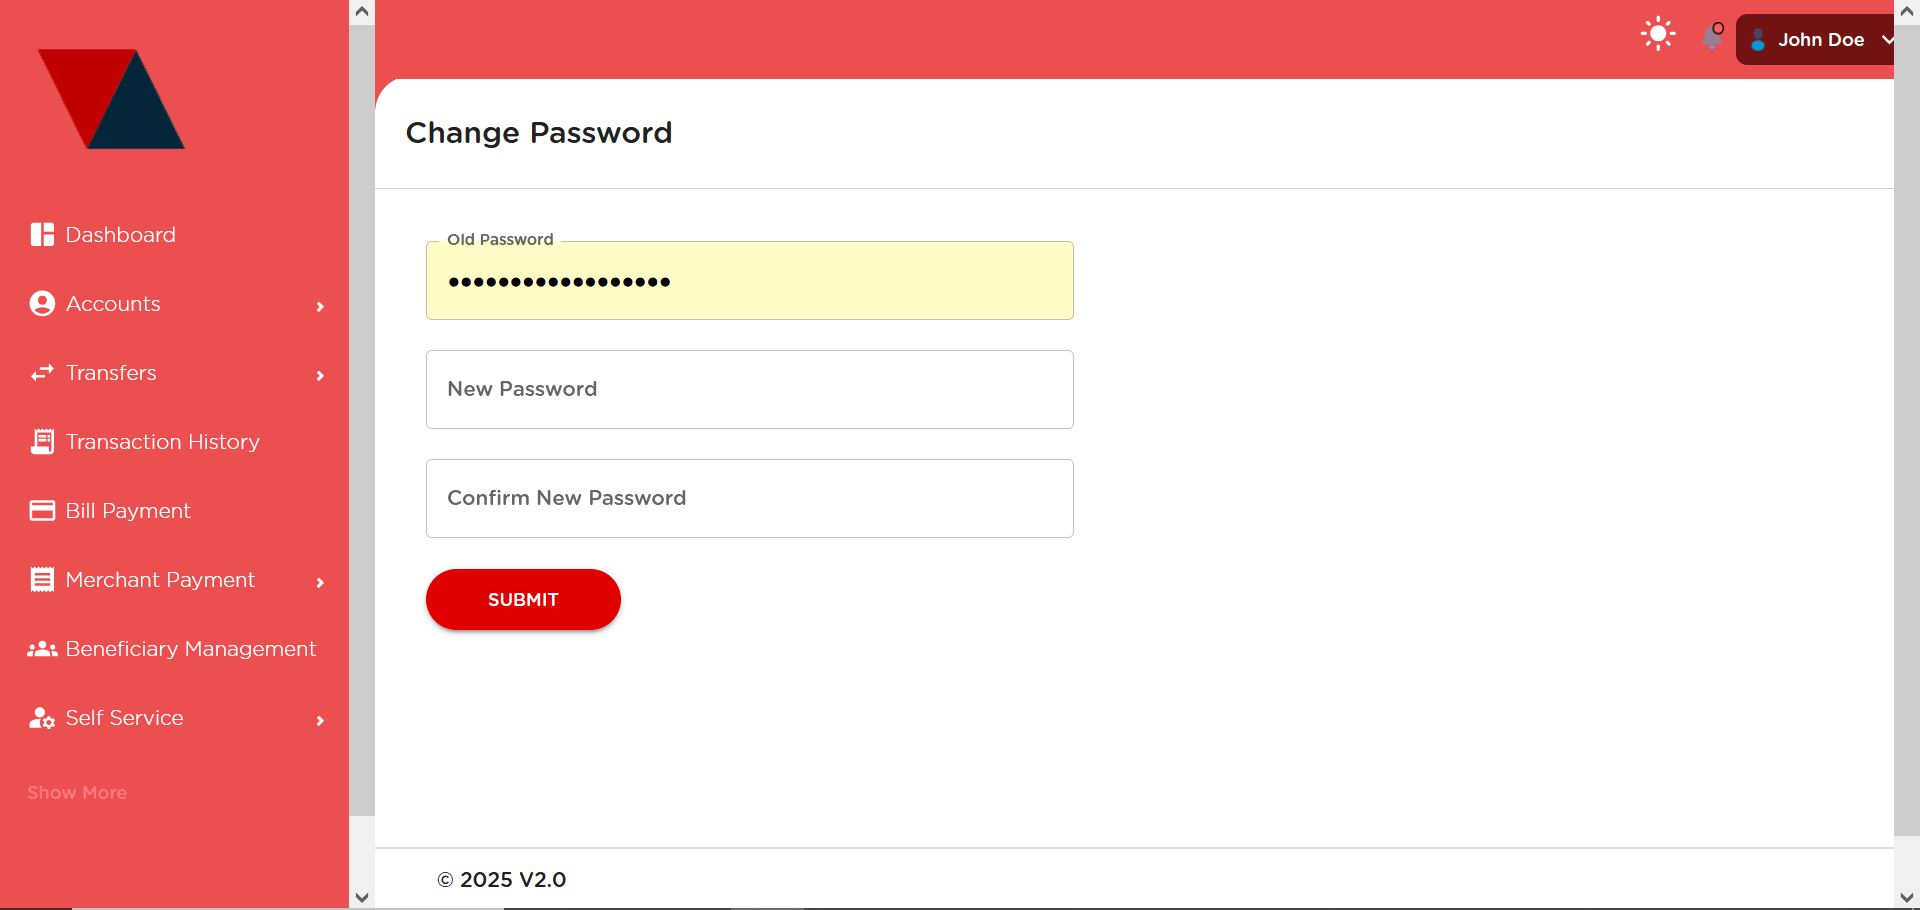 John Doe
Dashboard
Accounts
Transfers
Transaction History
Bill Payment
Merchant Payment
Beneficiary Management
Self Service
Show More
Change Password
Old Password
••••••••••••••••••
New Password
Confirm New Password
SUBMIT
© 2025 V2.0